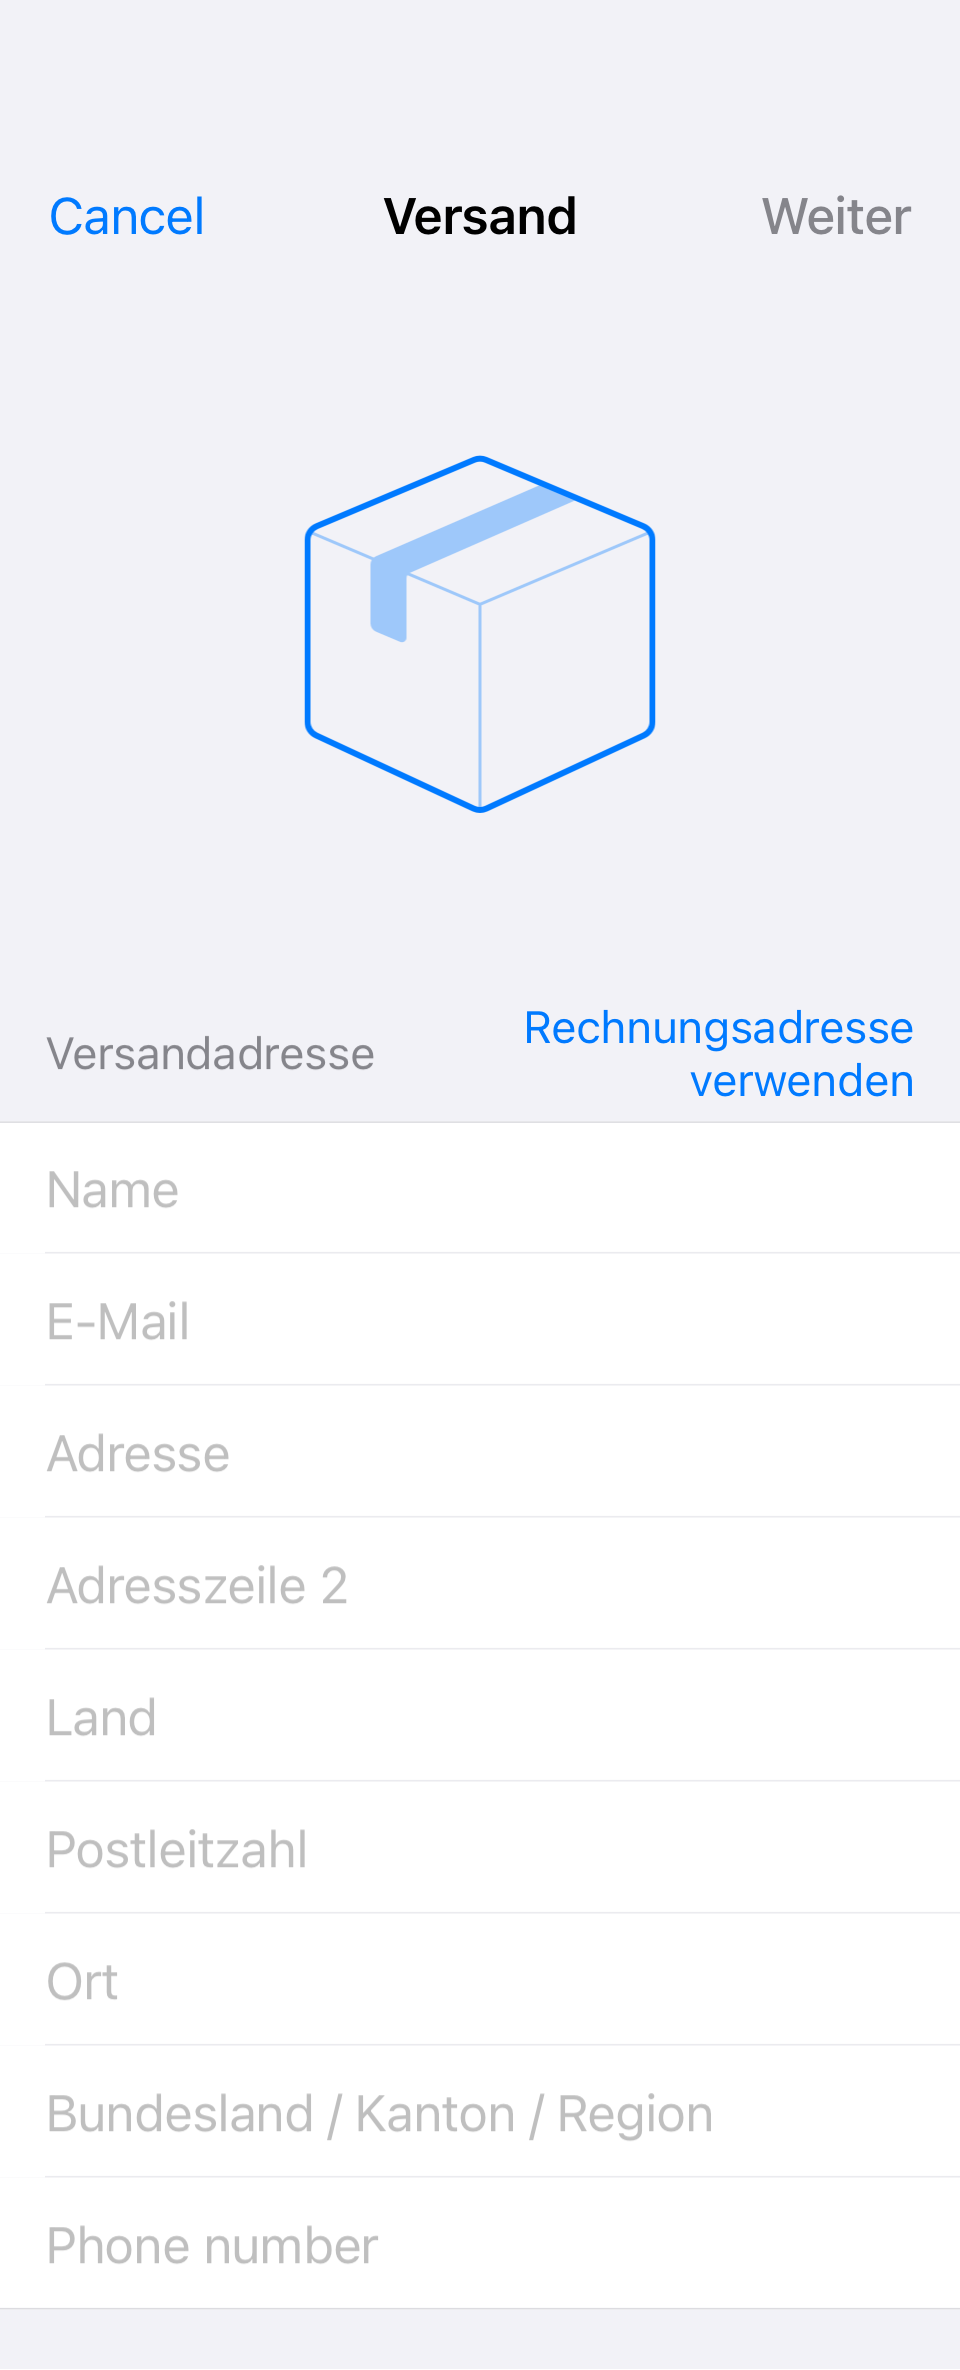 Cancel
Versand
Weiter
Versandadresse
Rechnungsadresse
verwenden
Name
E-Mail
Adresse
Adresszeile 2
Land
Postleitzahl
Ort
Bundesland / Kanton / Region
Phone number